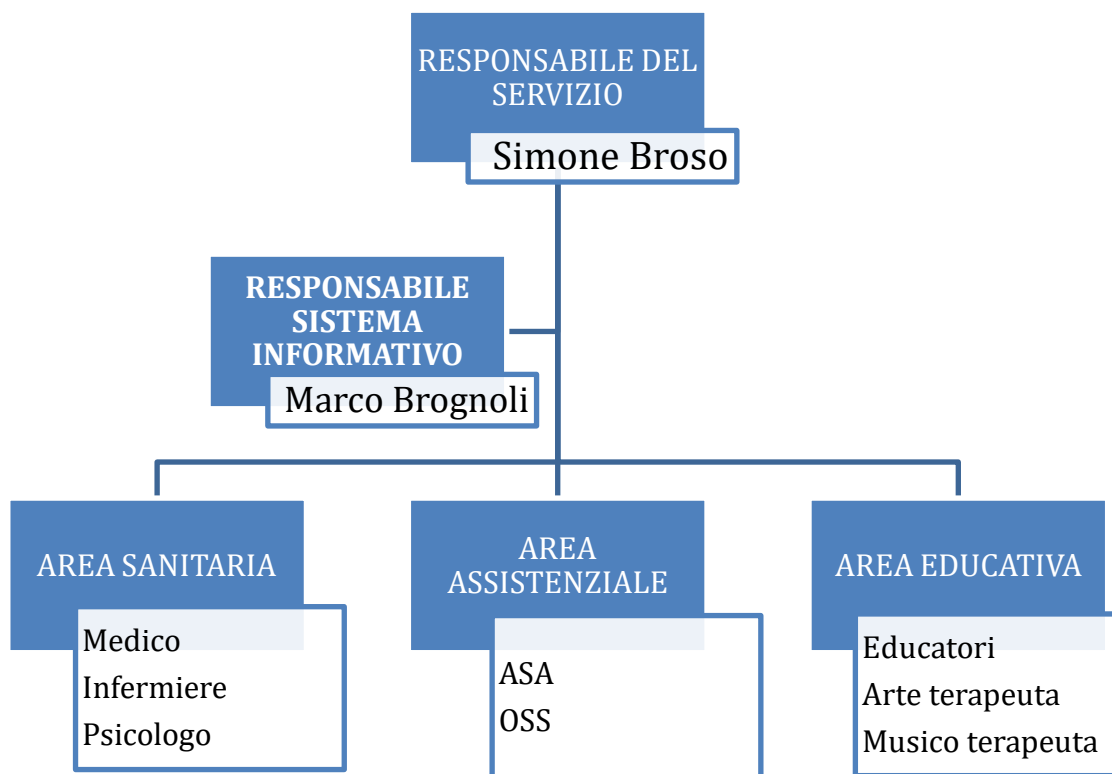 RESPONSABILE DEL
SERVIZIO
Simone Broso
RESPONSABILE
SISTEMA
INFORMATIVO
Marco Brognoli
AREA SANITARIA
Medico
Infermiere
Psicologo
AREA
ASSISTENZIALE
ASA
OSS
AREA EDUCATIVA
Educatori
Arte terapeuta
Musico terapeuta